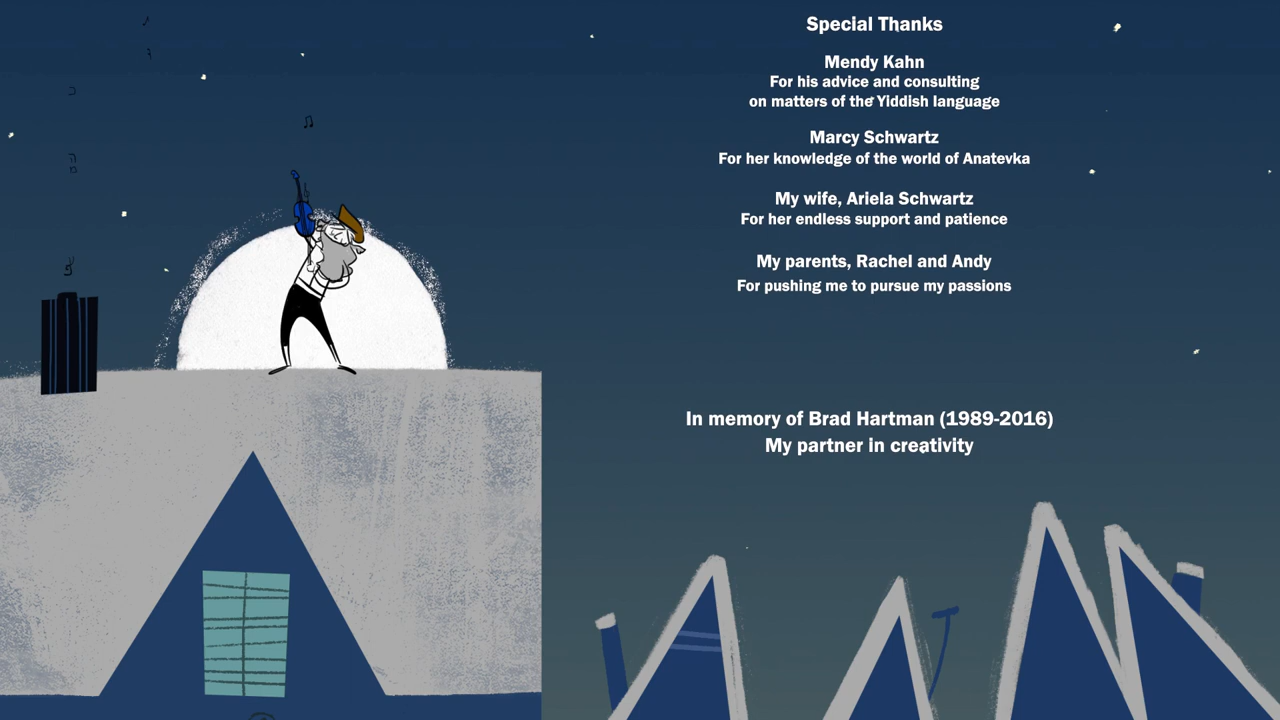 Special Thanks
Mendy Kahn
For his advice and consulting
on matters of the Yiddish language
Marcy Schwartz
For her knowledge of the world of Anatevka
My wife, Ariela Schwartz
For her endless support and patience
My parents, Rachel and Andy
For pushing me to pursue my passions
In memory of Brad Hartman (1989-2016)
My partner in creativity